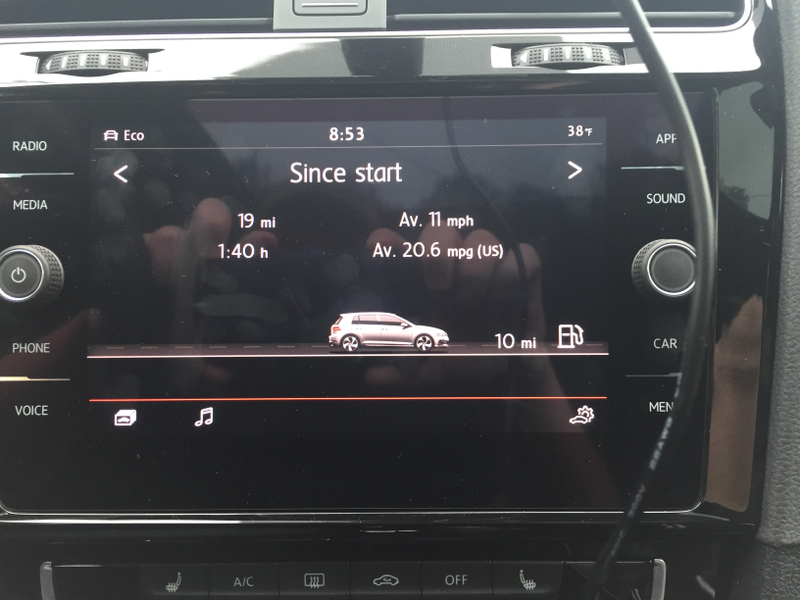 Eco 8:53 38°F
< Since start >
19 mi Av. 11 mph
1:40 h Av. 20.6 mpg (US)
10 mi
RADIO
MEDIA
PHONE
VOICE
APP
SOUND
CAR
MEN
A/C
OFF